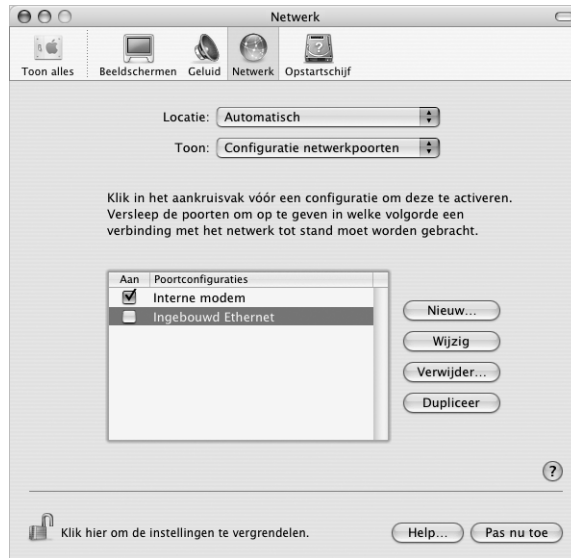 Netwerk
Toon alles Beeldschermen Geluid Netwerk Opstartschijf
Locatie: Automatisch
Toon: Configuratie netwerkpoorten
Klik in het aankruisvak vóór een configuratie om deze te activeren.
Versleep de poorten om op te geven in welke volgorde een
verbinding met het netwerk tot stand moet worden gebracht.
Aan Poortconfiguraties
Interne modem
Ingebouwd Ethernet
Nieuw...
Wijzig
Verwijder...
Dupliceer
?
Klik hier om de instellingen te vergrendelen.
Help... Pas nu toe